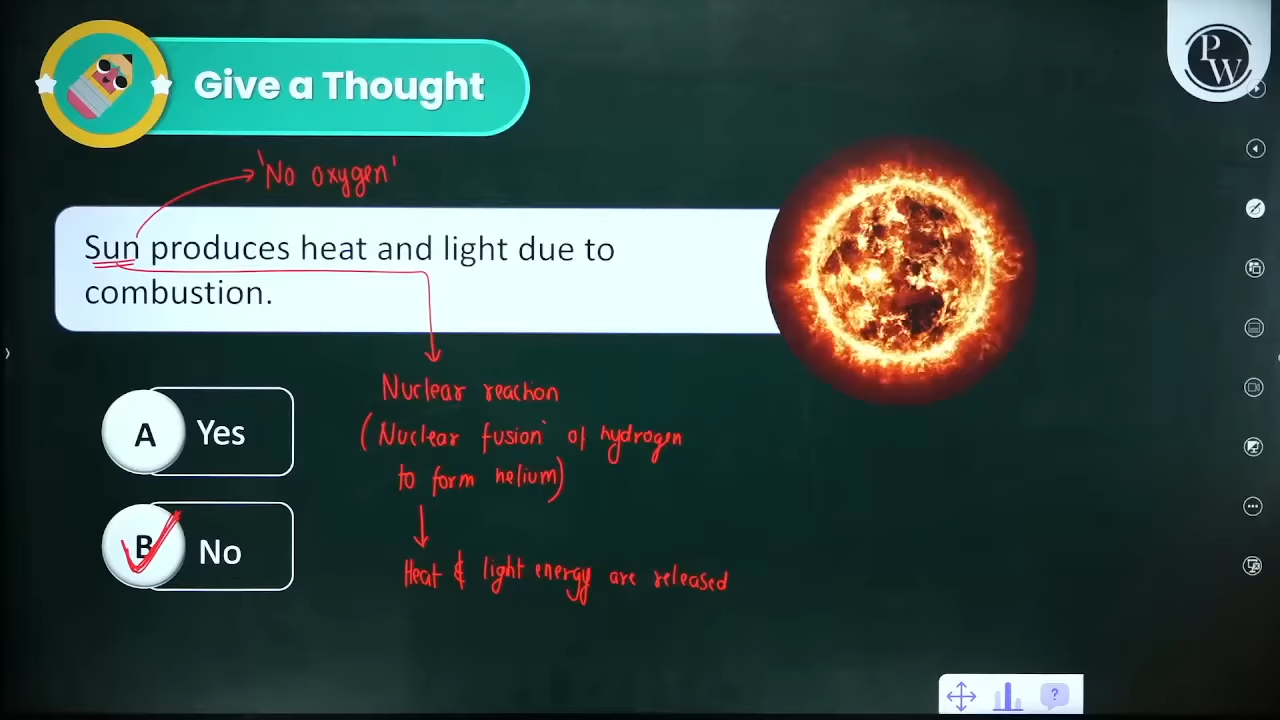 Give a Thought
PW
'No oxygen'
Sun produces heat and light due to
combustion.
Nuclear reaction
(Nuclear fusion of hydrogen
to form helium)
A Yes
B No
Heat & light energy are released
?